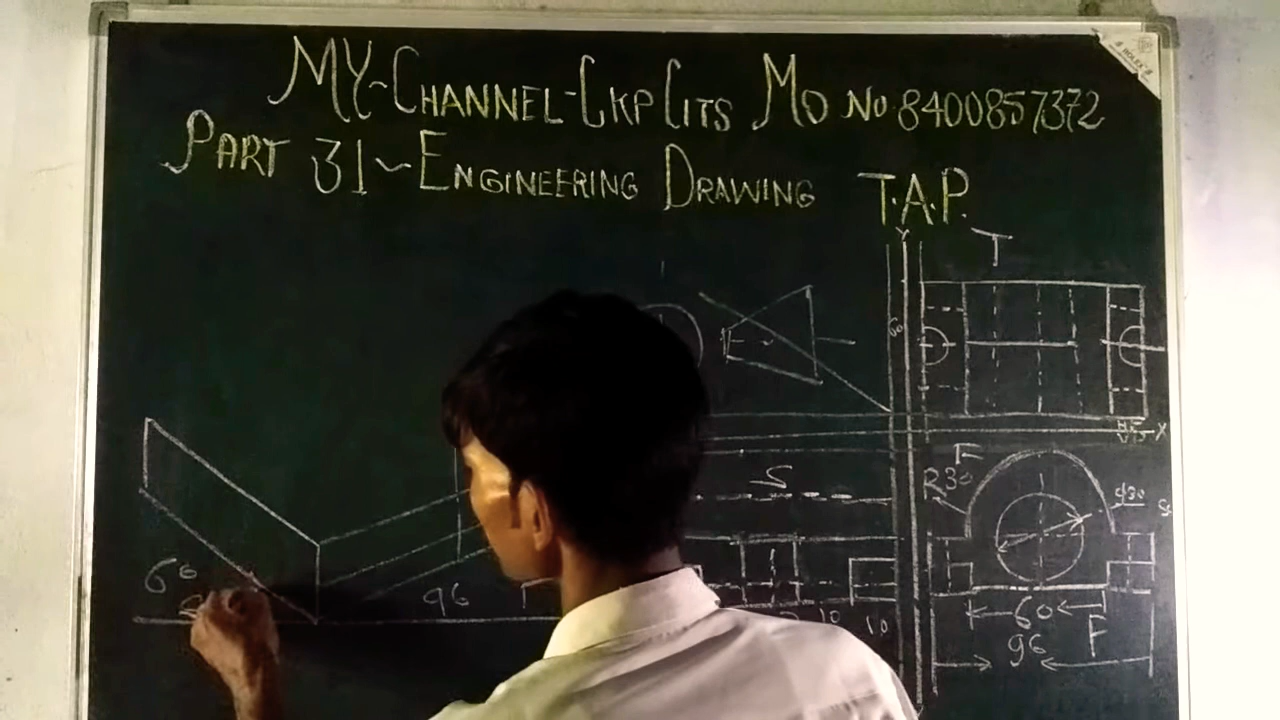 MY-CHANNEL-CKP CITS MO NO.8400857372
PART 31~ENGINEERING DRAWING T.A.P.
ROLEX
Y
T
60
X
S
F
R30
60
96
10
10
60
96
F